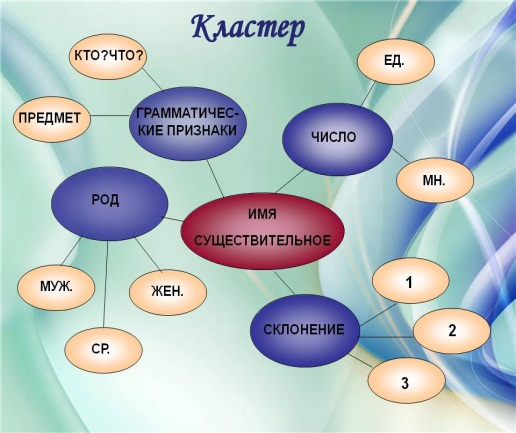 Кластер
КТО?ЧТО?
ЕД.
ПРЕДМЕТ
ГРАММАТИЧЕС-
КИЕ ПРИЗНАКИ
ЧИСЛО
МН.
РОД
ИМЯ
СУЩЕСТВИТЕЛЬНОЕ
МУЖ.
ЖЕН.
СР.
СКЛОНЕНИЕ
1
2
3